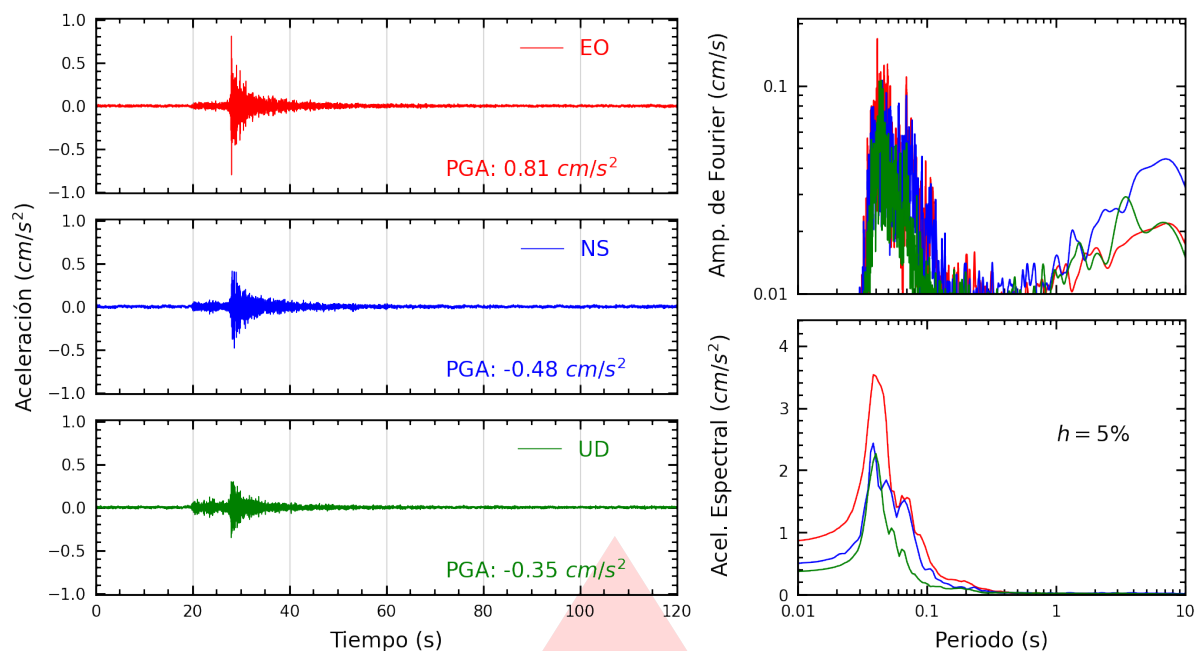 Aceleración (cm/s²)
1.0
0.5
0.0
−0.5
−1.0
EO
PGA: 0.81 cm/s²
1.0
0.5
0.0
−0.5
−1.0
NS
PGA: -0.48 cm/s²
1.0
0.5
0.0
−0.5
−1.0
UD
PGA: -0.35 cm/s²
0 20 40 60 80 100 120
Tiempo (s)
Amp. de Fourier (cm/s)
0.1
0.01
Acel. Espectral (cm/s²)
4
3
2
1
0
h = 5%
0.01 0.1 1 10
Periodo (s)